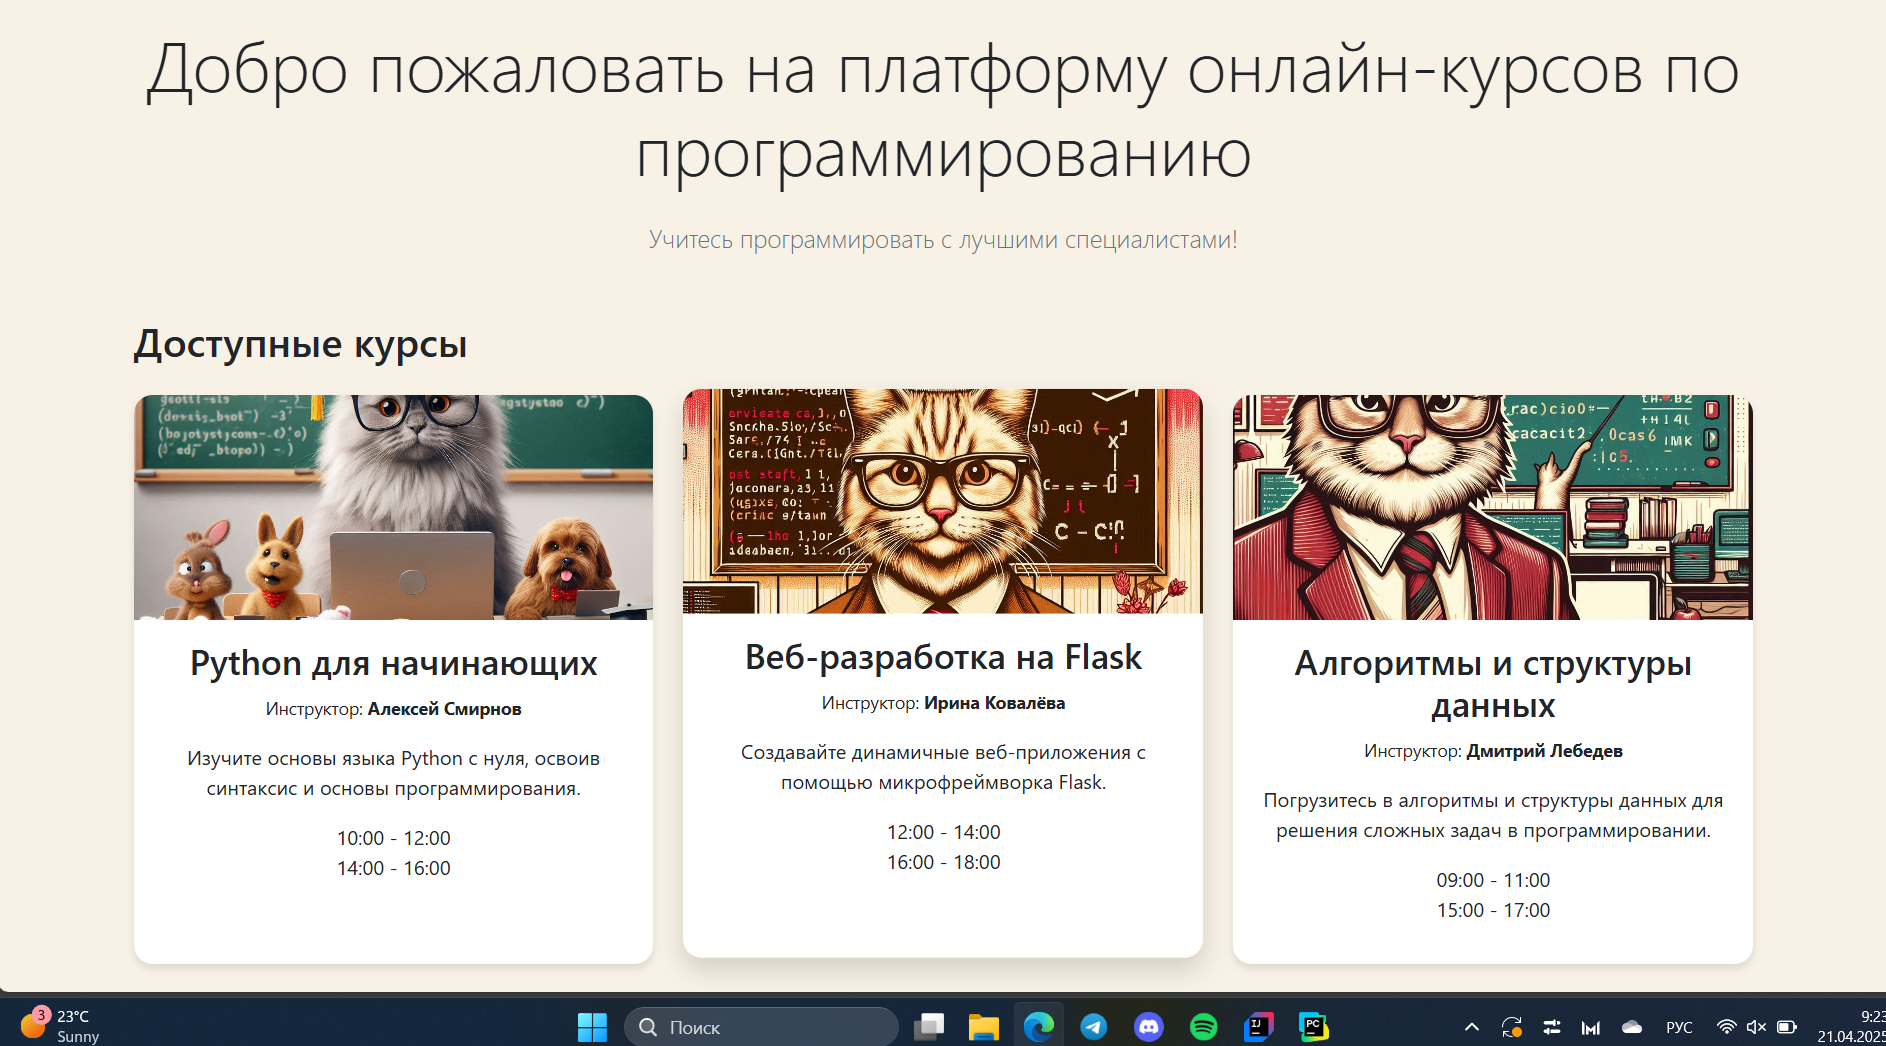 Добро пожаловать на платформу онлайн-курсов по
программированию
Учитесь программировать с лучшими специалистами!
Доступные курсы
Python для начинающих
Инструктор: Алексей Смирнов
Изучите основы языка Python с нуля, освоив
синтаксис и основы программирования.
10:00 - 12:00
14:00 - 16:00
Веб-разработка на Flask
Инструктор: Ирина Ковалёва
Создавайте динамичные веб-приложения с
помощью микрофреймворка Flask.
12:00 - 14:00
16:00 - 18:00
Алгоритмы и структуры
данных
Инструктор: Дмитрий Лебедев
Погрузитесь в алгоритмы и структуры данных для
решения сложных задач в программировании.
09:00 - 11:00
15:00 - 17:00
3
23°C
Sunny
Поиск
IJ
PC
РУС
9:23
21.04.2025